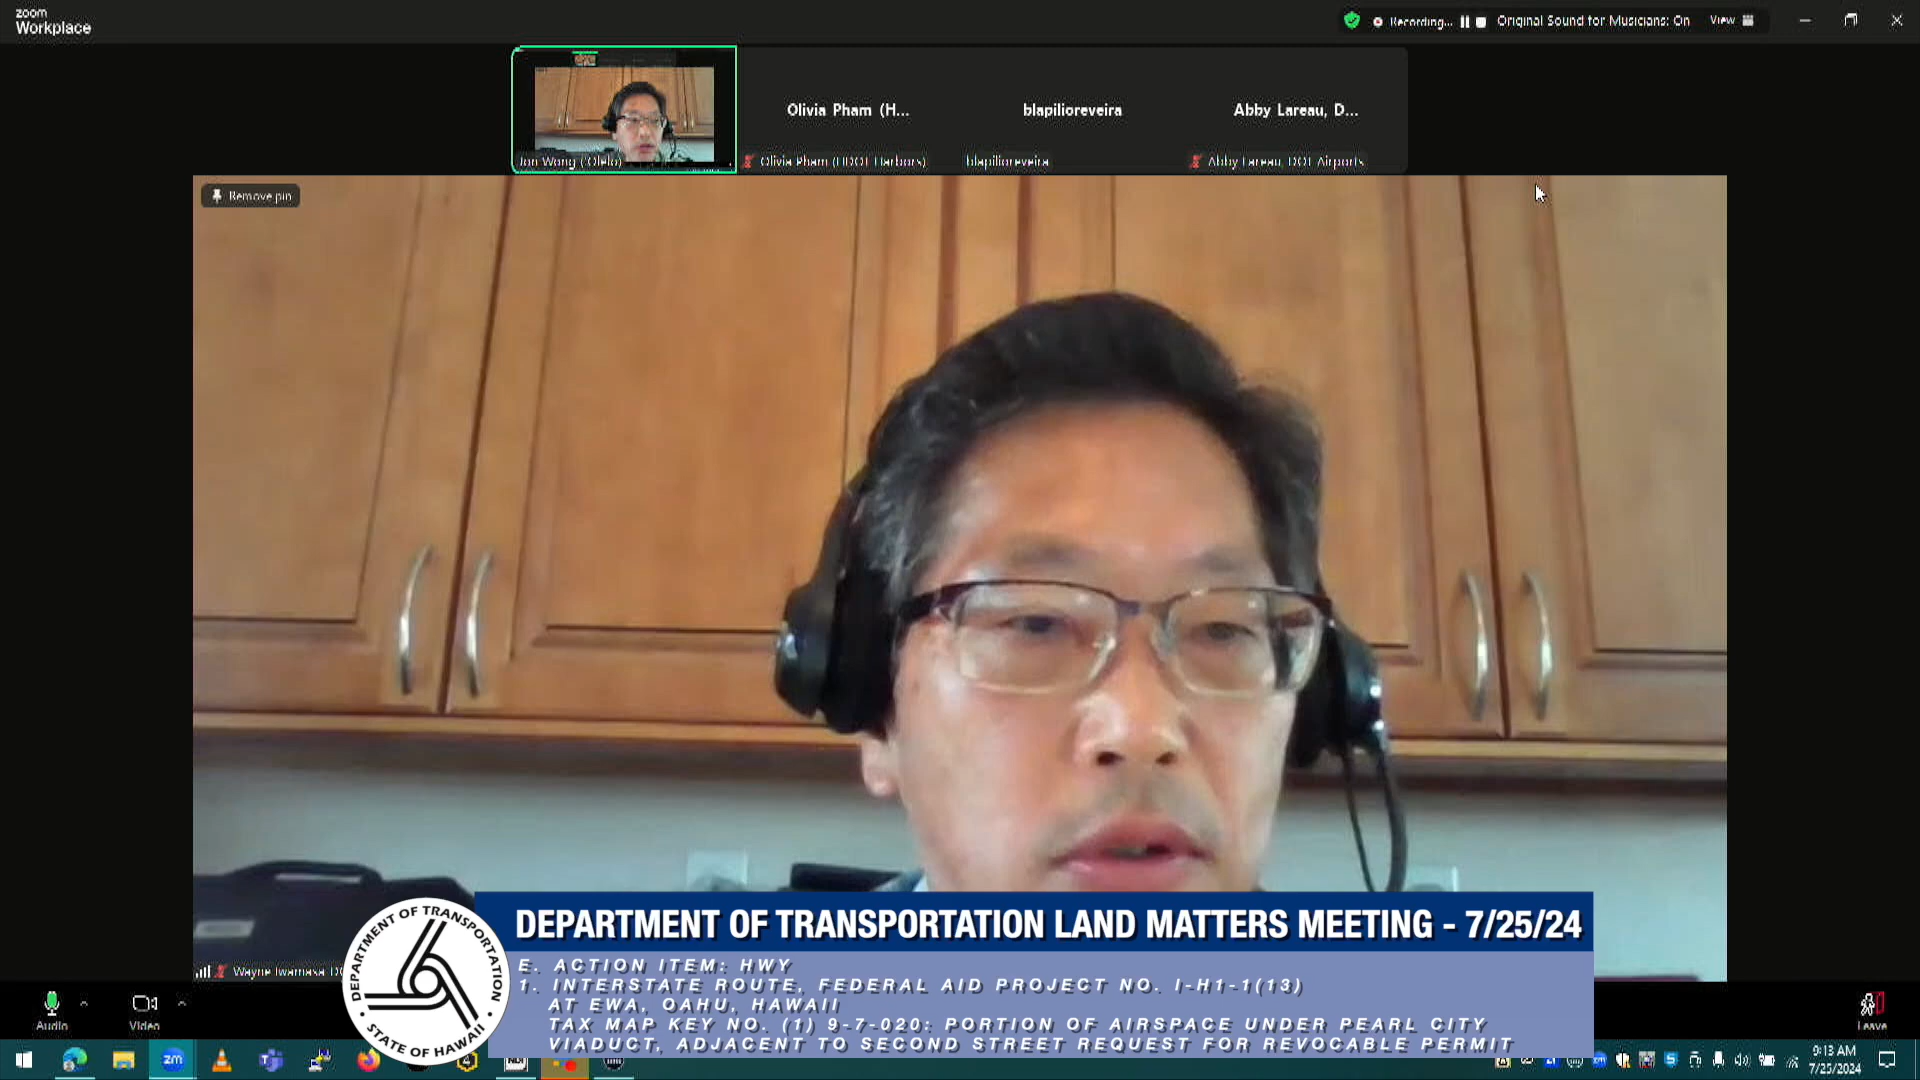 zoom
Workplace
Recording...
Original Sound for Musicians: On
View
Olivia Pham (H...
blapilioreveira
Abby Lareau, D...
Jon Wong ('Olelo)
Olivia Pham (HDOT Harbors)
blapilioreveira
Abby Lareau, DOT Airports
Remove pin
DEPARTMENT OF TRANSPORTATION LAND MATTERS MEETING - 7/25/24
E. ACTION ITEM: HWY
1. INTERSTATE ROUTE, FEDERAL AID PROJECT NO. I-H1-1(13)
AT EWA, OAHU, HAWAII
TAX MAP KEY NO. (1) 9-7-020: PORTION OF AIRSPACE UNDER PEARL CITY
VIADUCT, ADJACENT TO SECOND STREET REQUEST FOR REVOCABLE PERMIT
DEPARTMENT OF TRANSPORTATION
STATE OF HAWAII
Wayne Iwamasa
Audio
Video
Leave
zm
NDI
9:13 AM
7/25/2024